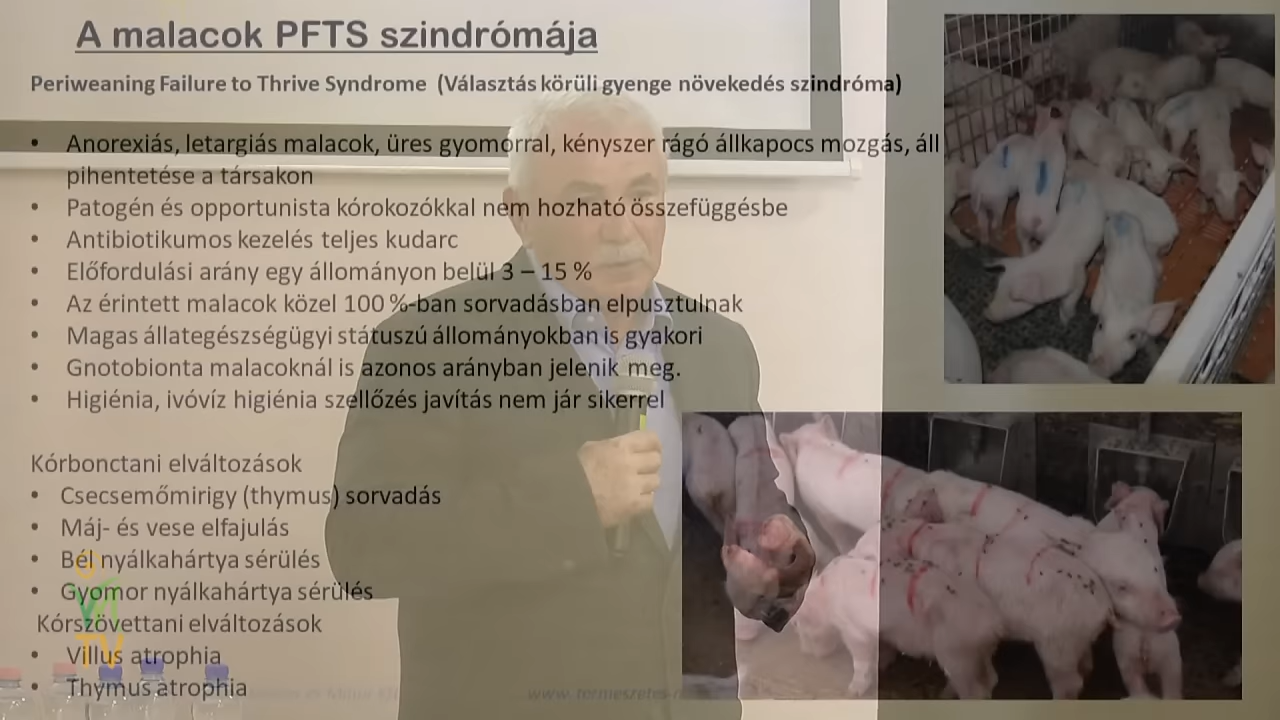 A malacok PFTS szindrómája
Periweaning Failure to Thrive Syndrome (Választás körüli gyenge növekedés szindróma)
• Anorexiás, letargiás malacok, üres gyomorral, kényszer rágó állkapocs mozgás, áll
pihentetése a társakon
• Patogén és opportunista kórokozókkal nem hozható összefüggésbe
• Antibiotikumos kezelés teljes kudarc
• Előfordulási arány egy állományon belül 3 – 15 %
• Az érintett malacok közel 100 %-ban sorvadásban elpusztulnak
• Magas állategészségügyi státuszú állományokban is gyakori
• Gnotobionta malacoknál is azonos arányban jelenik meg.
• Higiénia, ivóvíz higiénia szellőzés javítás nem jár sikerrel
Kórbonctani elváltozások
• Csecsemőmirigy (thymus) sorvadás
• Máj- és vese elfajulás
• Bél nyálkahártya sérülés
• Gyomor nyálkahártya sérülés
Kórszövettani elváltozások
• Villus atrophia
• Thymus atrophia
TV